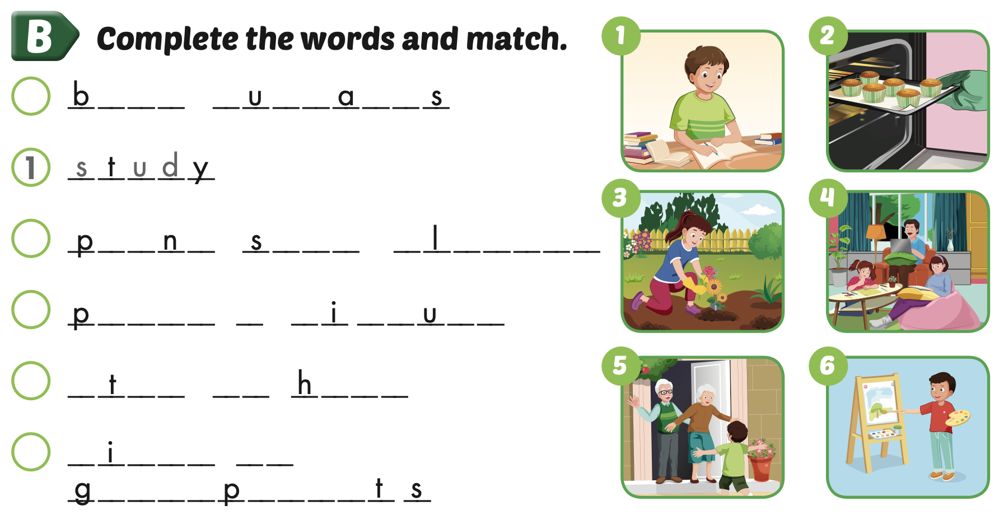 B Complete the words and match.
b _ _ _ _ u _ _ a _ _ s
1 s t u d y
p _ _ n _ s _ _ _ _ l _ _ _ _ _
p _ _ _ _ _ _ i _ _ u _ _
_ t _ _ _ _ h _ _ _
_ i _ _ _ _ _
g _ _ _ _ p _ _ _ _ t s
1
2
3
4
5
6